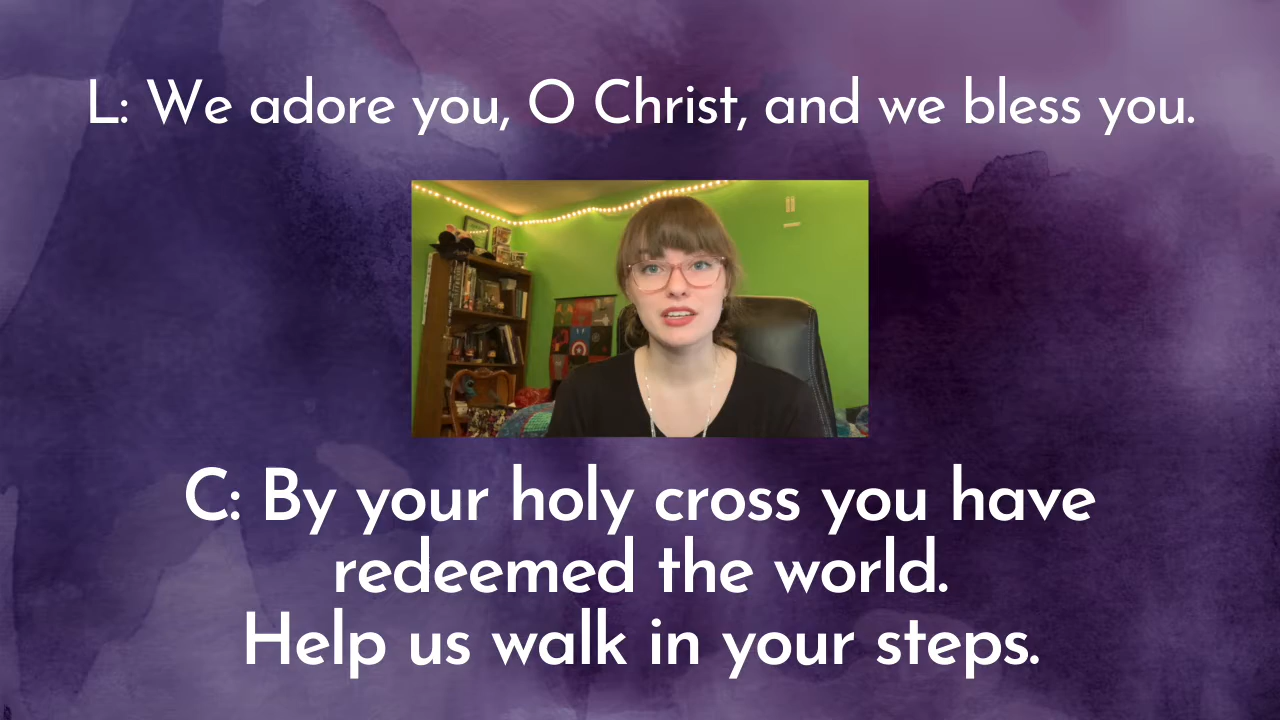 L: We adore you, O Christ, and we bless you.
C: By your holy cross you have
redeemed the world.
Help us walk in your steps.